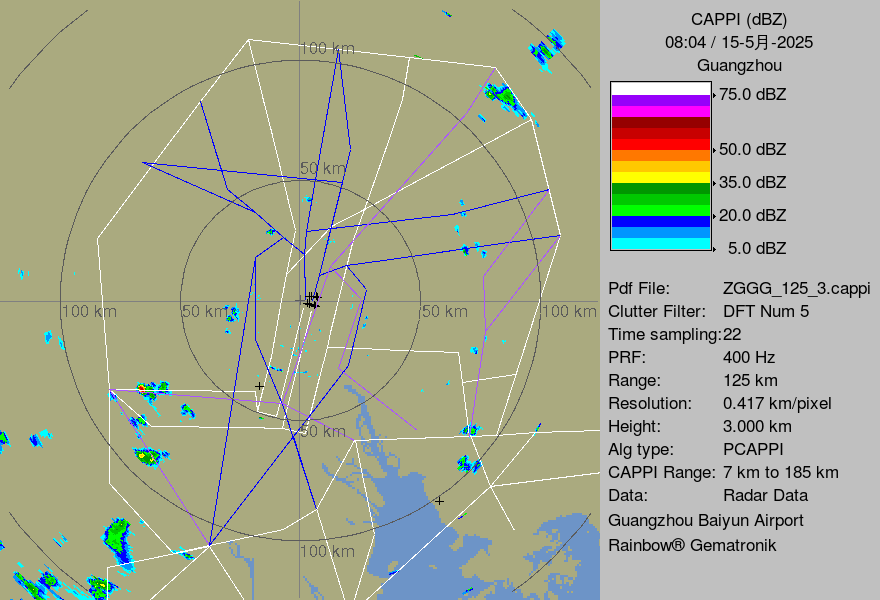 CAPPI (dBZ)
08:04 / 15-5月-2025
Guangzhou
75.0 dBZ
50.0 dBZ
35.0 dBZ
20.0 dBZ
5.0 dBZ
Pdf File: ZGGG_125_3.cappi
Clutter Filter: DFT Num 5
Time sampling:22
PRF: 400 Hz
Range: 125 km
Resolution: 0.417 km/pixel
Height: 3.000 km
Alg type: PCAPPI
CAPPI Range: 7 km to 185 km
Data: Radar Data
Guangzhou Baiyun Airport
Rainbow® Gematronik
100 km
50 km
100 km
50 km
50 km
100 km
50 km
100 km